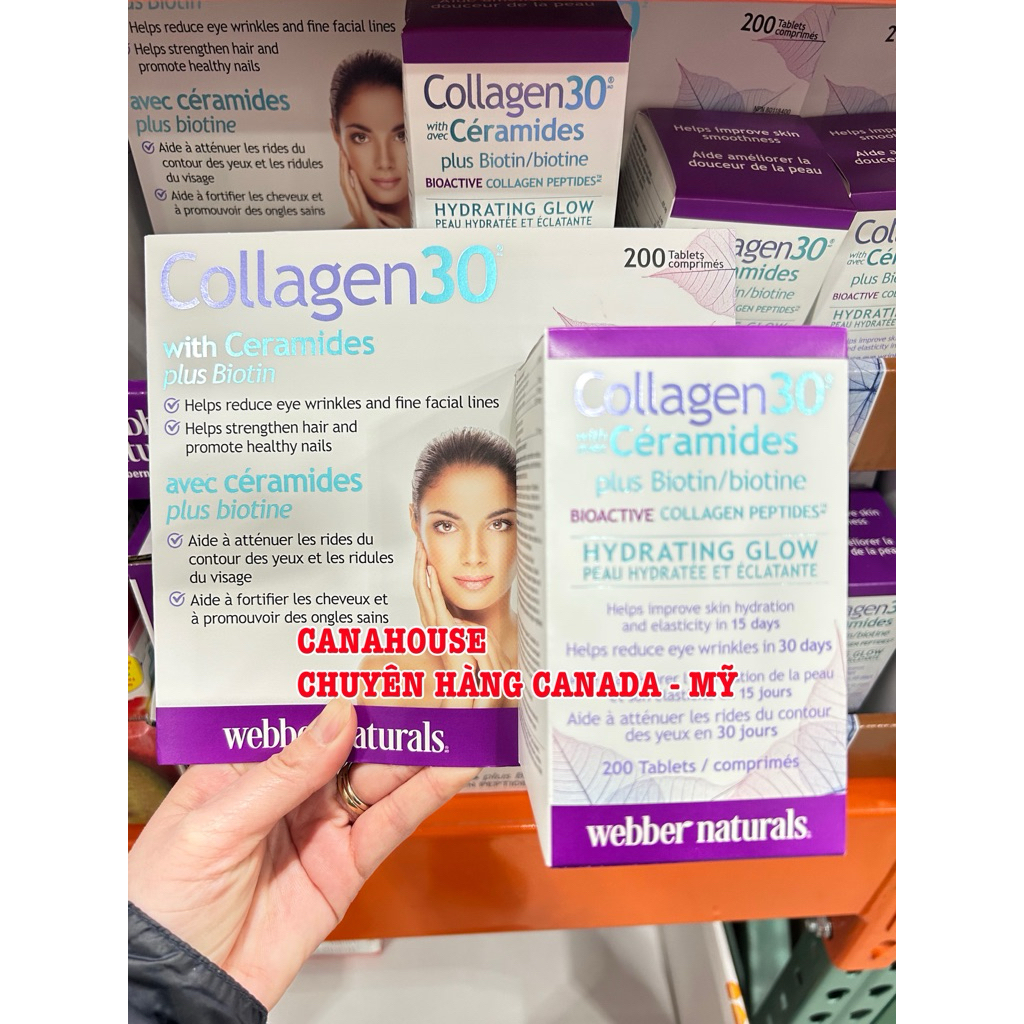 Helps reduce eye wrinkles and fine facial lines
Helps strengthen hair and
promote healthy nails
avec céramides
plus biotine
Aide à atténuer les rides du
contour des yeux et les ridules
du visage
Aide à fortifier les cheveux et
à promouvoir des ongles sains
douceur de la peau
Collagen30
with
avec Céramides
plus Biotin/biotine
BIOACTIVE COLLAGEN PEPTIDES
HYDRATING GLOW
PEAU HYDRATÉE ET ÉCLATANTE
200 Tablets
comprimés
Helps improve skin
smoothness
Aide améliorer la
douceur de la peau
Collagen30
200 Tablets
comprimés
with Ceramides
plus Biotin
Helps reduce eye wrinkles and fine facial lines
Helps strengthen hair and
promote healthy nails
avec céramides
plus biotine
Aide à atténuer les rides du
contour des yeux et les ridules
du visage
Aide à fortifier les cheveux et
à promouvoir des ongles sains
webber naturals
Collagen30
with Céramides
plus Biotin/biotine
BIOACTIVE COLLAGEN PEPTIDES
HYDRATING GLOW
PEAU HYDRATÉE ET ÉCLATANTE
Helps improve skin hydration
and elasticity in 15 days
Helps reduce eye wrinkles in 30 days
de la peau
15 jours
Aide à atténuer les rides du contour
des yeux en 30 jours
200 Tablets / comprimés
webber naturals
CANAHOUSE
CHUYÊN HÀNG CANADA - MỸ